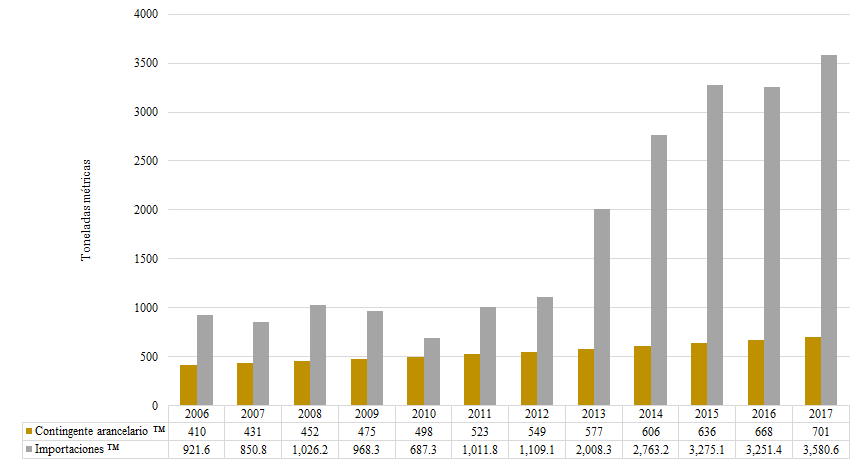 4000
3500
3000
2500
2000
1500
1000
500
0
Toneladas métricas
2006 2007 2008 2009 2010 2011 2012 2013 2014 2015 2016 2017
Contingente arancelario ™ 410 431 452 475 498 523 549 577 606 636 668 701
Importaciones ™ 921.6 850.8 1,026.2 968.3 687.3 1,011.8 1,109.1 2,008.3 2,763.2 3,275.1 3,251.4 3,580.6